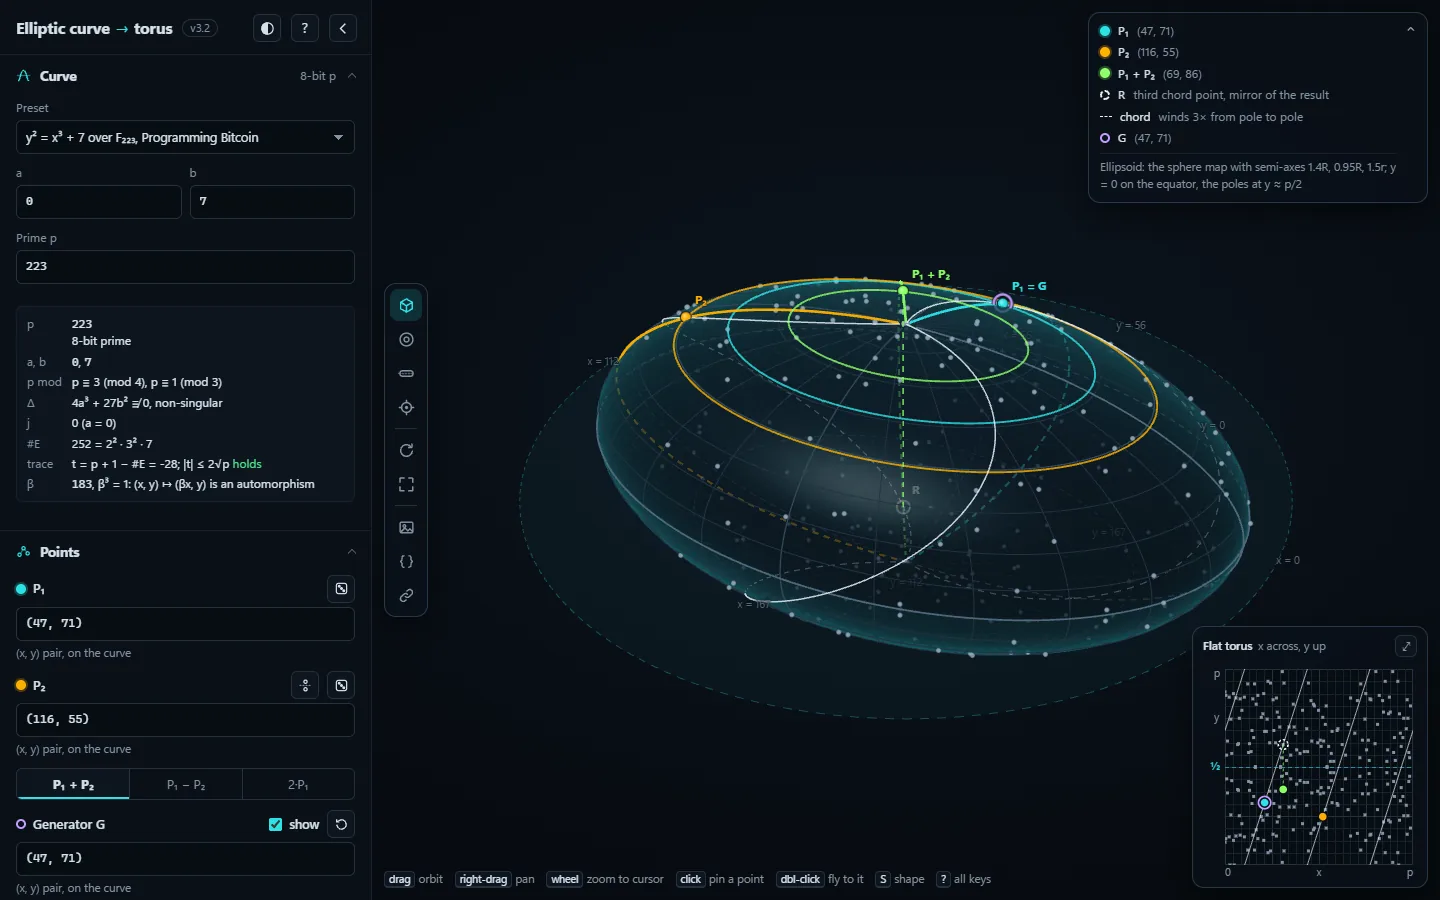 Elliptic curve → torus v3.2 ?
Curve 8-bit p
Preset
y² = x³ + 7 over F₂₂₃, Programming Bitcoin
a b
0 7
Prime p
223
p 223
8-bit prime
a, b 0, 7
p mod p ≡ 3 (mod 4), p ≡ 1 (mod 3)
Δ 4a³ + 27b² ≢ 0, non-singular
j 0 (a = 0)
#E 252 = 2² · 3² · 7
trace t = p + 1 − #E = -28; |t| ≤ 2√p holds
β 183, β³ = 1: (x, y) ↦ (βx, y) is an automorphism
Points
P₁
(47, 71)
(x, y) pair, on the curve
P₂
(116, 55)
(x, y) pair, on the curve
P₁ + P₂ P₁ − P₂ 2·P₁
Generator G show
(47, 71)
(x, y) pair, on the curve
P₁ (47, 71)
P₂ (116, 55)
P₁ + P₂ (69, 86)
R third chord point, mirror of the result
chord winds 3× from pole to pole
G (47, 71)
Ellipsoid: the sphere map with semi-axes 1.4R, 0.95R, 1.5r; y
= 0 on the equator, the poles at y ≈ p/2
P₁ + P₂
P₁ = G
P₂
y = 56
x = 112
y = 0
R
y = 167
x = 0
x = 167
Flat torus x across, y up
p
y
½
0 x p
drag orbit right-drag pan wheel zoom to cursor click pin a point dbl-click fly to it S shape ? all keys